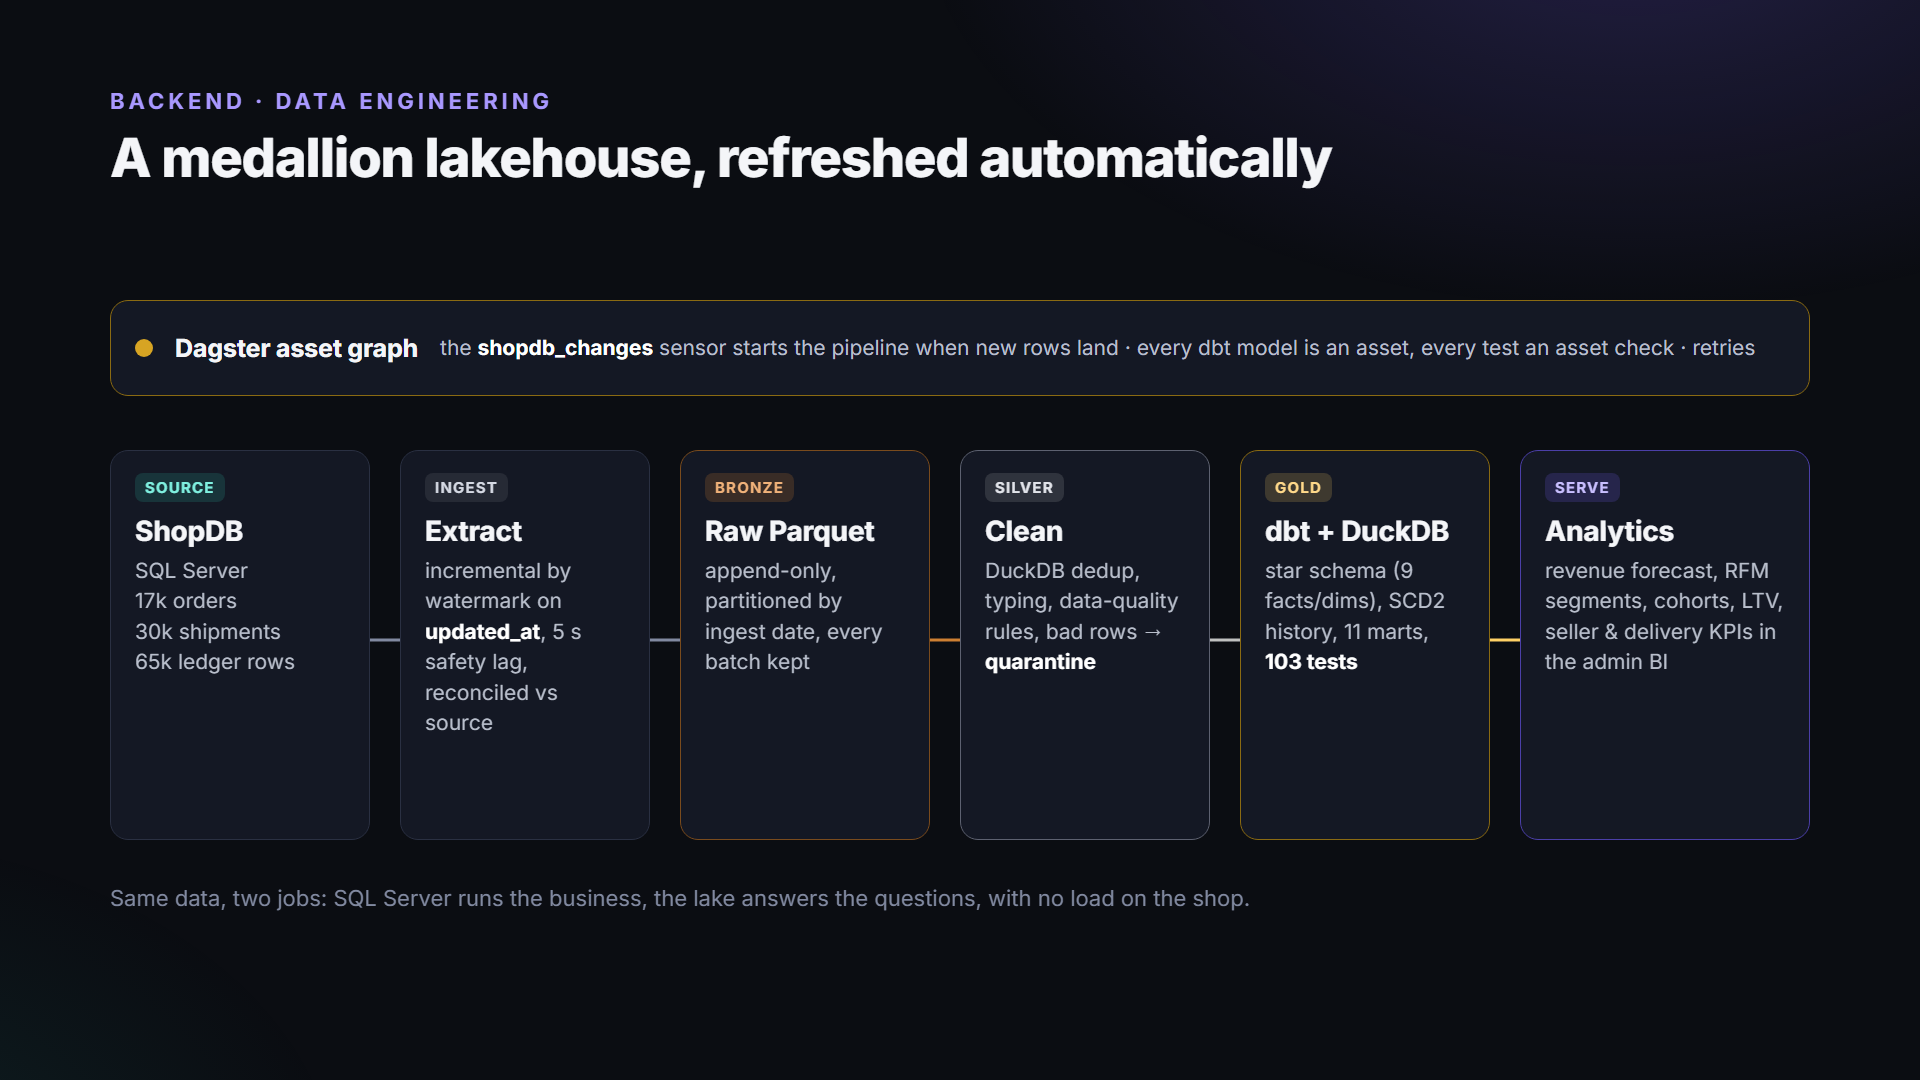 BACKEND · DATA ENGINEERING
A medallion lakehouse, refreshed automatically
Dagster asset graph the shopdb_changes sensor starts the pipeline when new rows land · every dbt model is an asset, every test an asset check · retries
SOURCE
ShopDB
SQL Server
17k orders
30k shipments
65k ledger rows
INGEST
Extract
incremental by
watermark on
updated_at, 5 s
safety lag,
reconciled vs
source
BRONZE
Raw Parquet
append-only,
partitioned by
ingest date, every
batch kept
SILVER
Clean
DuckDB dedup,
typing, data-quality
rules, bad rows →
quarantine
GOLD
dbt + DuckDB
star schema (9
facts/dims), SCD2
history, 11 marts,
103 tests
SERVE
Analytics
revenue forecast, RFM
segments, cohorts, LTV,
seller & delivery KPIs in
the admin BI
Same data, two jobs: SQL Server runs the business, the lake answers the questions, with no load on the shop.